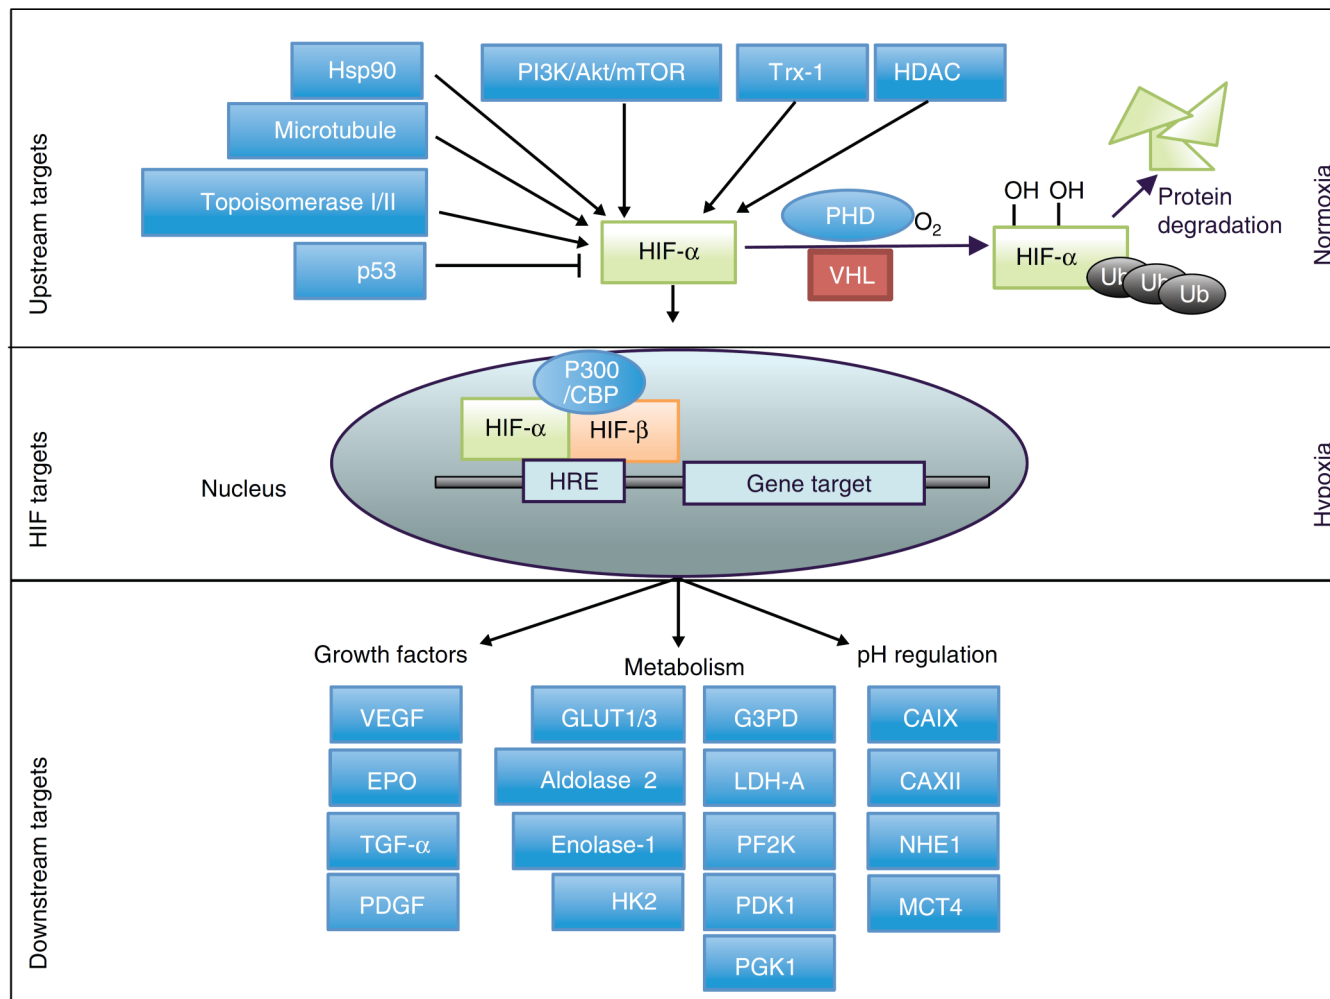 Upstream targets
Hsp90
Microtubule
Topoisomerase I/II
p53
PI3K/Akt/mTOR
Trx-1
HDAC
HIF-α
PHD
O2
VHL
OH OH
HIF-α
Ub
Ub
Ub
Protein
degradation
Normoxia
HIF targets
Nucleus
P300
/CBP
HIF-α
HIF-β
HRE
Gene target
Hypoxia
Downstream targets
Growth factors
VEGF
EPO
TGF-α
PDGF
Metabolism
GLUT1/3
Aldolase 2
Enolase-1
HK2
G3PD
LDH-A
PF2K
PDK1
PGK1
pH regulation
CAIX
CAXII
NHE1
MCT4